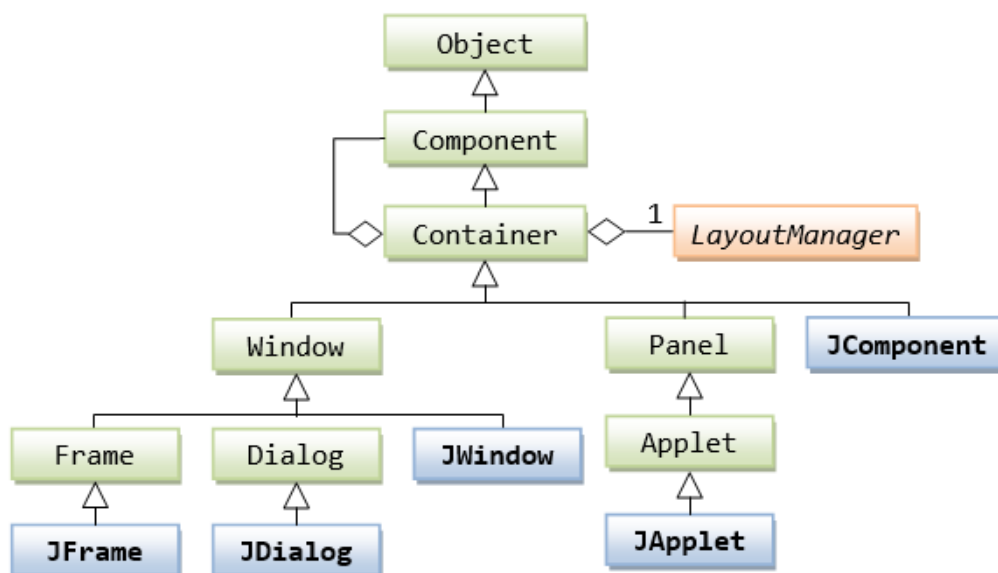 Object
Component
Container
1
LayoutManager
Window
Panel
JComponent
Frame
Dialog
JWindow
Applet
JFrame
JDialog
JApplet